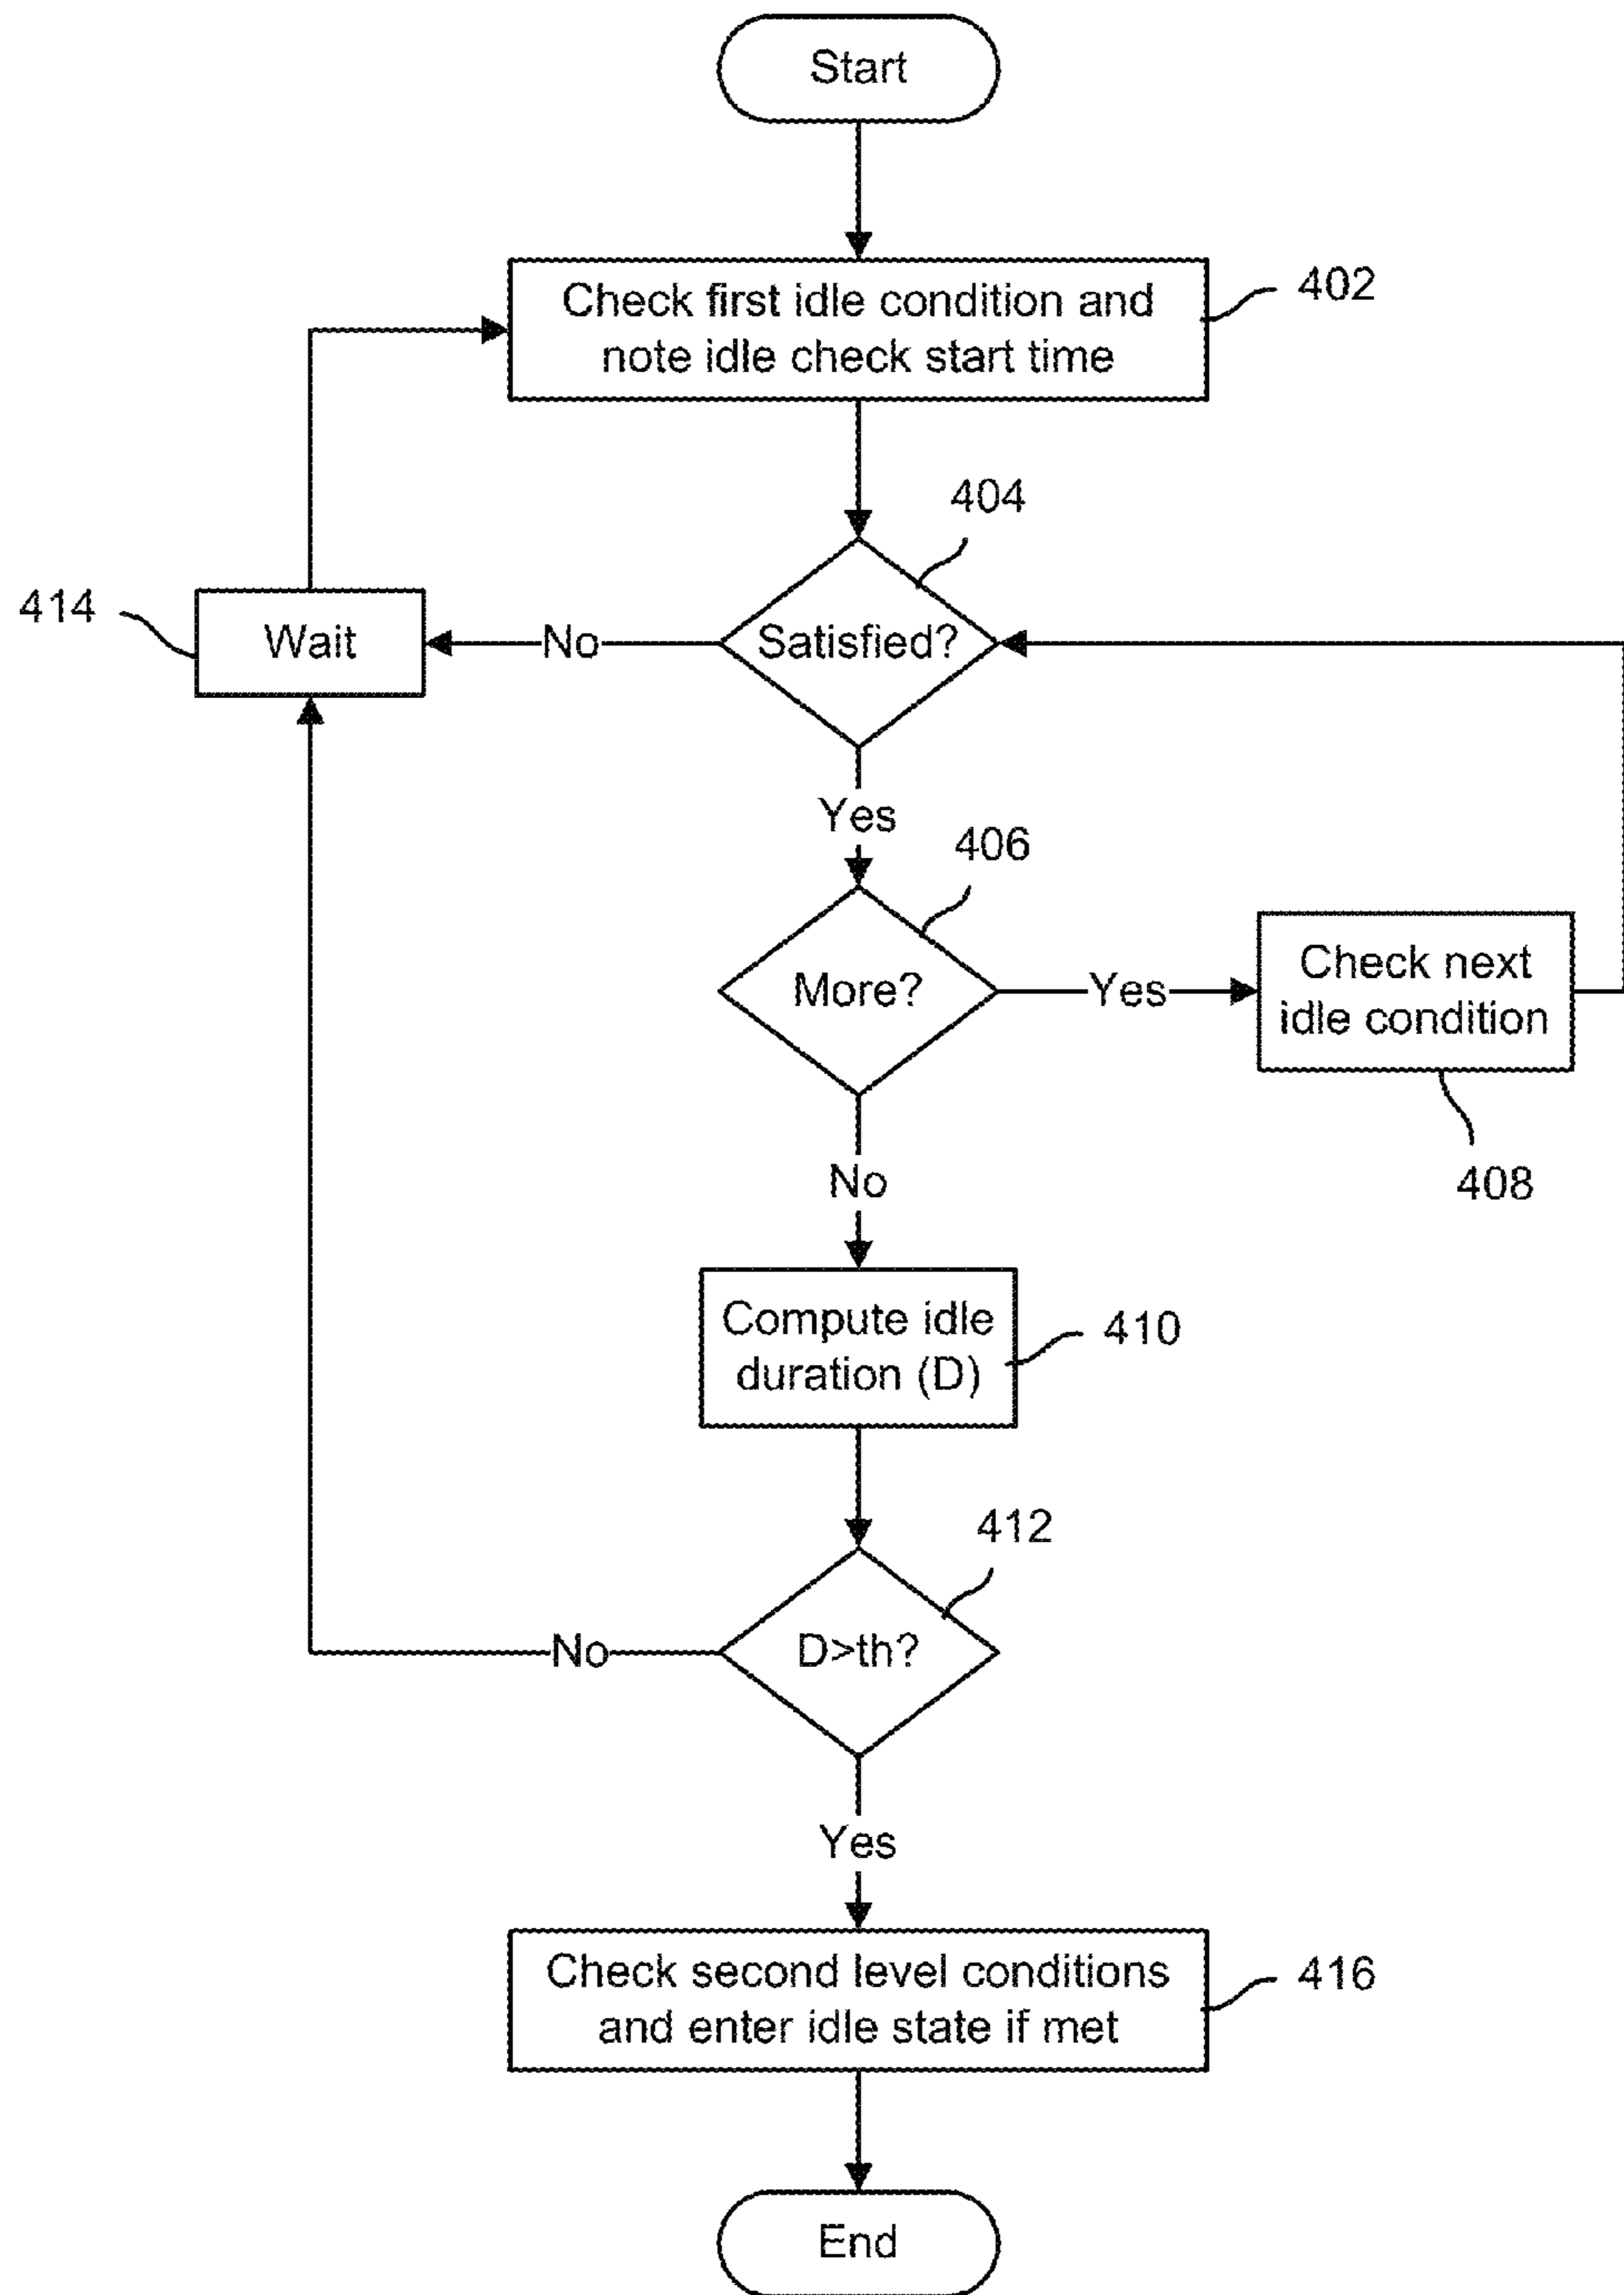 Start
Check first idle condition and
note idle check start time
402
404
414
Wait
No
Satisfied?
Yes
406
More?
Yes
Check next
idle condition
408
No
Compute idle
duration (D)
410
412
No
D>th?
Yes
Check second level conditions
and enter idle state if met
416
End